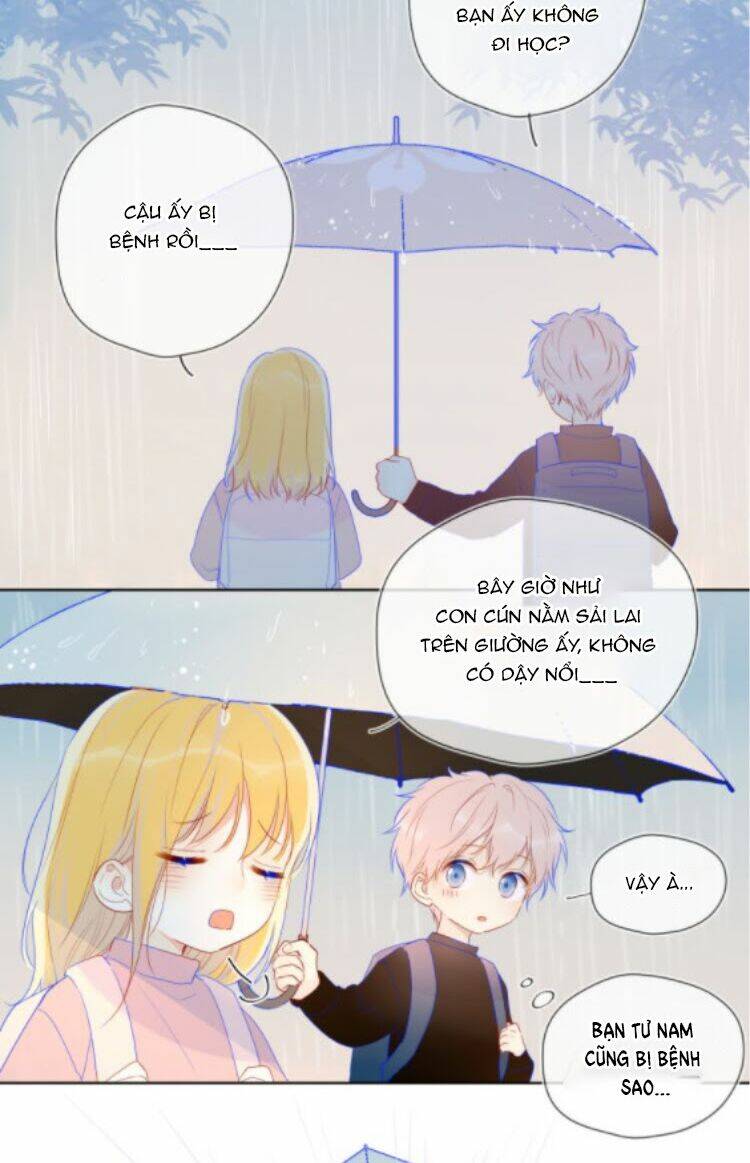 BẠN ẤY KHÔNG
ĐI HỌC?
CẬU ẤY BỊ
BỆNH RỒI___
BÂY GIỜ NHƯ
CON CÚN NẰM SẢI LAI
TRÊN GIƯỜNG ẤY, KHÔNG
CÓ DẬY NỔI___
VẬY À...
BẠN TƯ NAM
CŨNG BỊ BỆNH
SAO...